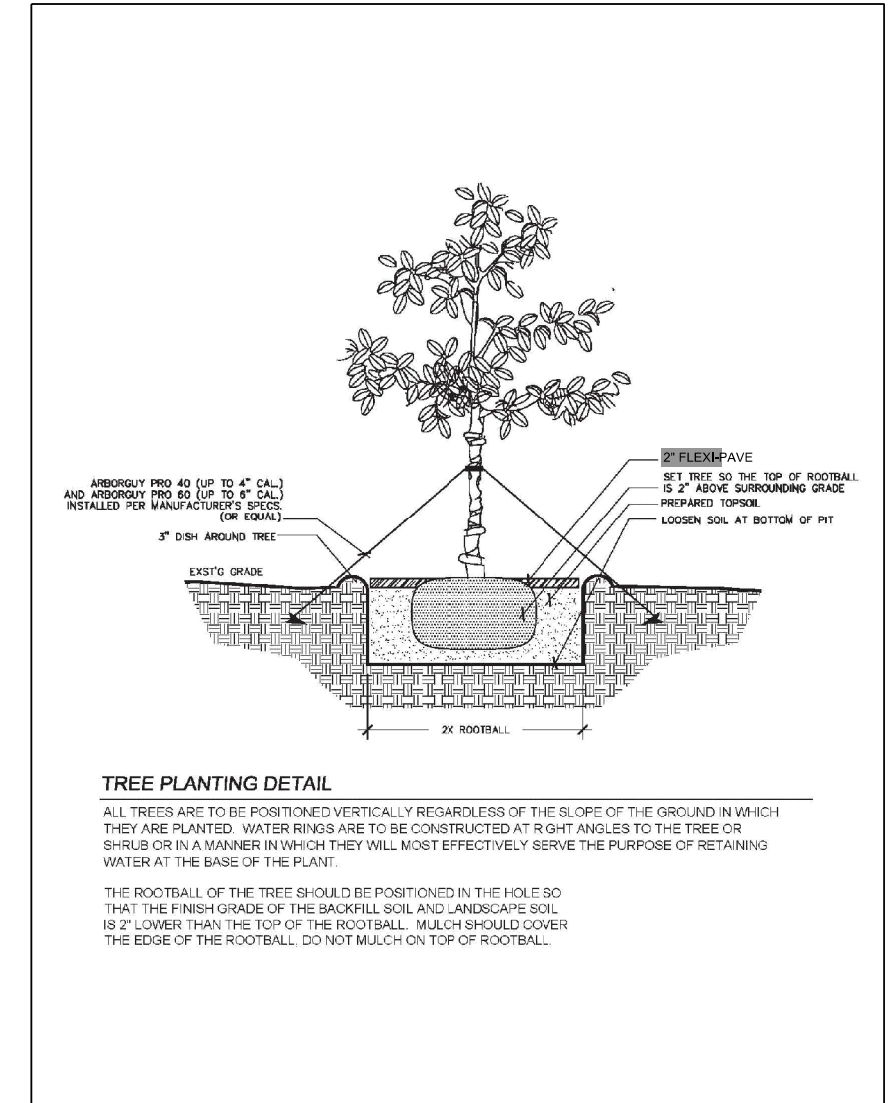 2" FLEXI-PAVE
SET TREE SO THE TOP OF ROOTBALL
IS 2" ABOVE SURROUNDING GRADE
PREPARED TOPSOIL
LOOSEN SOIL AT BOTTOM OF PIT
ARBORGUY PRO 40 (UP TO 4" CAL.)
AND ARBORGUY PRO 60 (UP TO 6" CAL.)
INSTALLED PER MANUFACTURER'S SPECS.
(OR EQUAL)
3" DISH AROUND TREE
EXST'G GRADE
2X ROOTBALL
TREE PLANTING DETAIL
ALL TREES ARE TO BE POSITIONED VERTICALLY REGARDLESS OF THE SLOPE OF THE GROUND IN WHICH
THEY ARE PLANTED. WATER RINGS ARE TO BE CONSTRUCTED AT R GHT ANGLES TO THE TREE OR
SHRUB OR IN A MANNER IN WHICH THEY WILL MOST EFFECTIVELY SERVE THE PURPOSE OF RETAINING
WATER AT THE BASE OF THE PLANT.
THE ROOTBALL OF THE TREE SHOULD BE POSITIONED IN THE HOLE SO
THAT THE FINISH GRADE OF THE BACKFILL SOIL AND LANDSCAPE SOIL
IS 2" LOWER THAN THE TOP OF THE ROOTBALL. MULCH SHOULD COVER
THE EDGE OF THE ROOTBALL, DO NOT MULCH ON TOP OF ROOTBALL.